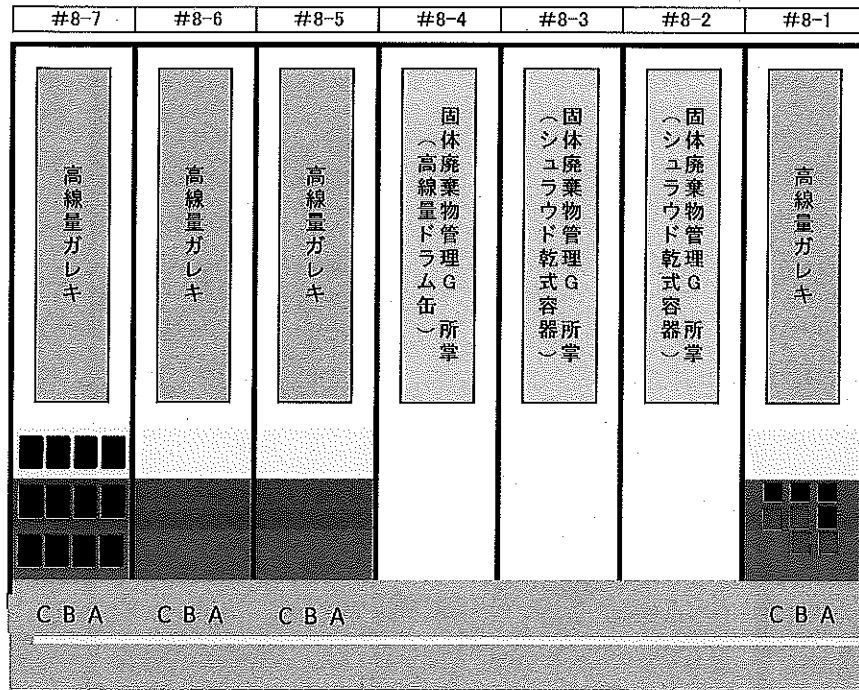 #8-7 #8-6 #8-5 #8-4 #8-3 #8-2 #8-1
高線量ガレキ
高線量ガレキ
高線量ガレキ
固体廃棄物管理G 所掌
（高線量ドラム缶）
固体廃棄物管理G 所掌
（シュラウド乾式容器）
固体廃棄物管理G 所掌
（シュラウド乾式容器）
高線量ガレキ
C B A C B A C B A C B A